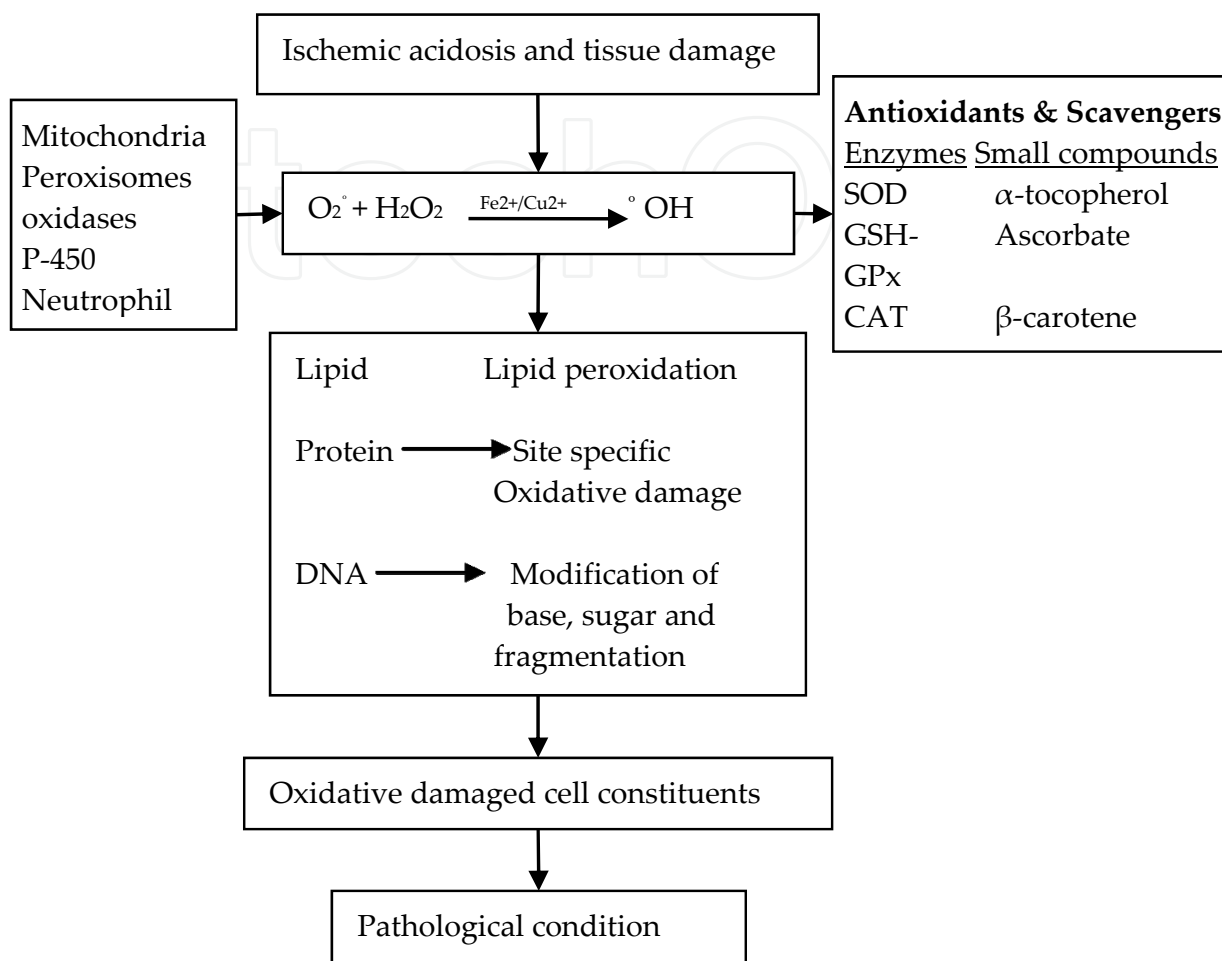 Ischemic acidosis and tissue damage
Mitochondria
Peroxisomes
oxidases
P-450
Neutrophil
O₂° + H₂O₂ Fe2+/Cu2+ ° OH
Antioxidants & Scavengers
Enzymes Small compounds
SOD α-tocopherol
GSH- Ascorbate
GPx
CAT β-carotene
Lipid Lipid peroxidation
Protein Site specific
Oxidative damage
DNA Modification of
base, sugar and
fragmentation
Oxidative damaged cell constituents
Pathological condition